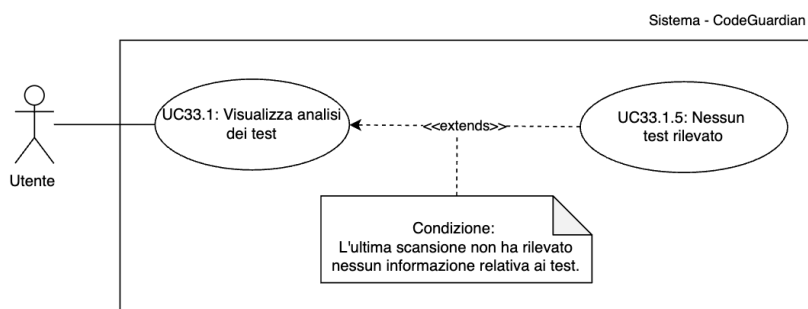 Sistema - CodeGuardian
UC33.1: Visualizza analisi
dei test
<<extends>>
UC33.1.5: Nessun
test rilevato
Utente
Condizione:
L'ultima scansione non ha rilevato
nessun informazione relativa ai test.